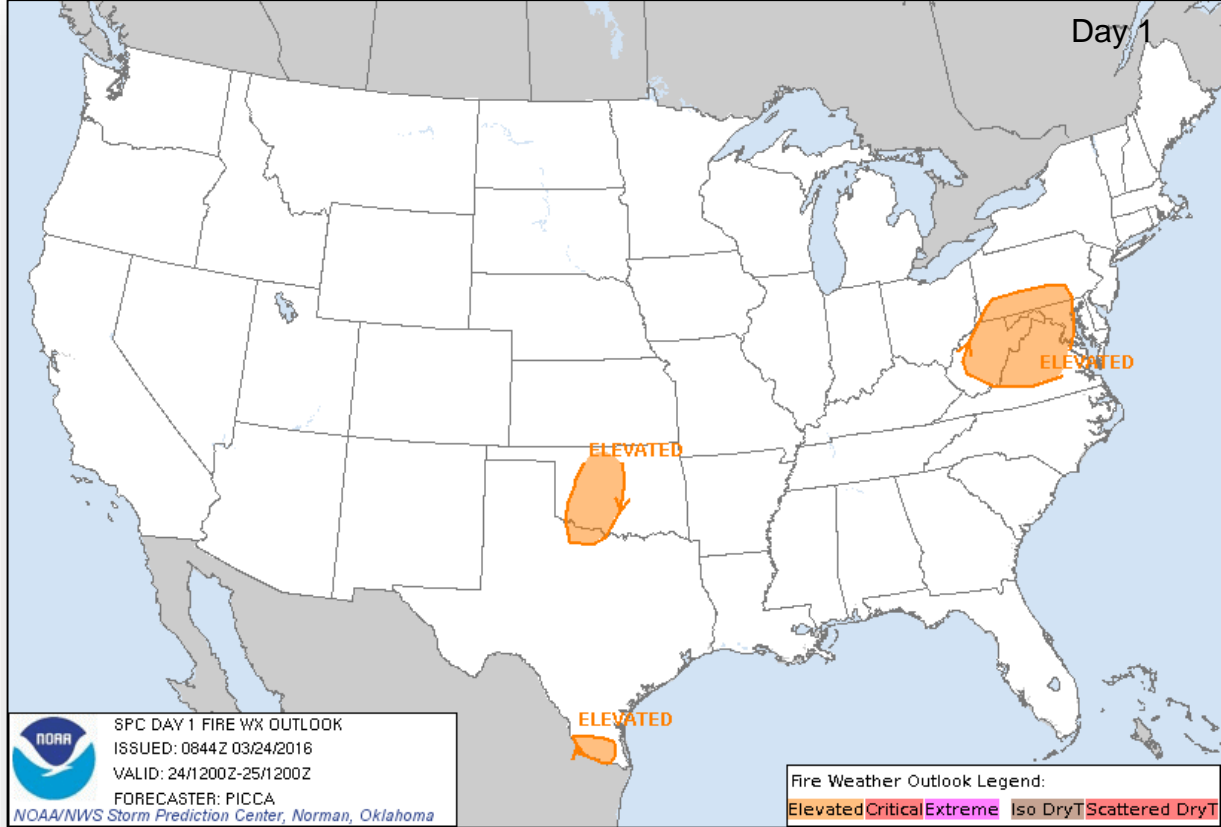 Day 1
ELEVATED
ELEVATED
ELEVATED
NOAA
SPC DAY 1 FIRE WX OUTLOOK
ISSUED: 0844Z 03/24/2016
VALID: 24/1200Z-25/1200Z
FORECASTER: PICCA
NOAA/NWS Storm Prediction Center, Norman, Oklahoma
Fire Weather Outlook Legend:
Elevated Critical Extreme Iso DryT Scattered DryT